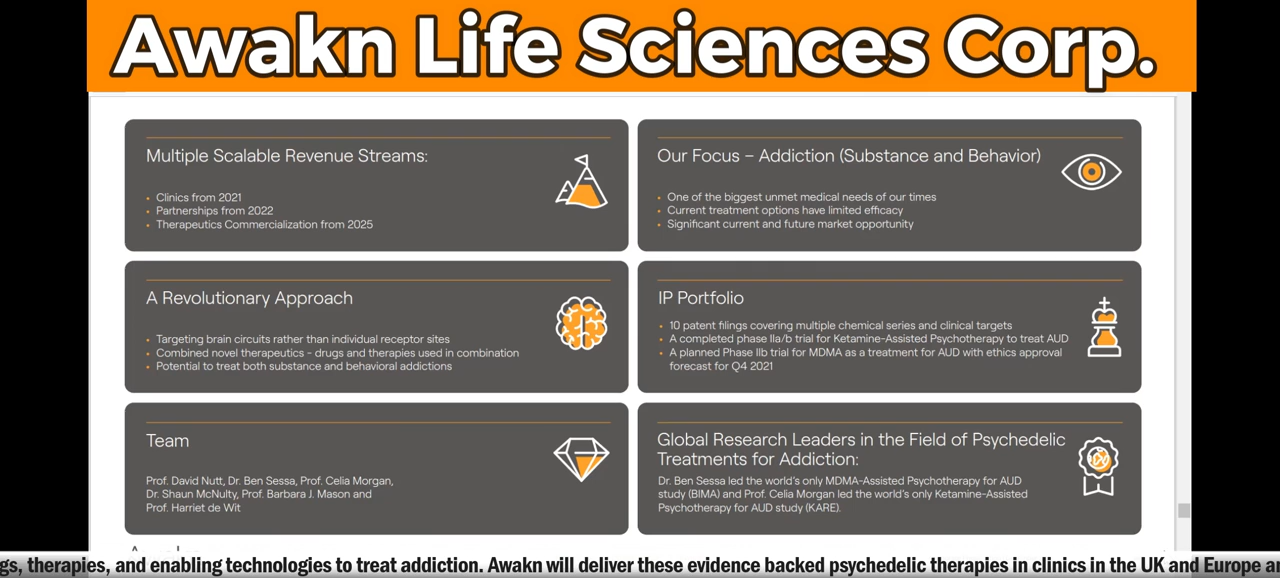 Awakn Life Sciences Corp.
Multiple Scalable Revenue Streams:
• Clinics from 2021
• Partnerships from 2022
• Therapeutics Commercialization from 2025
Our Focus – Addiction (Substance and Behavior)
• One of the biggest unmet medical needs of our times
• Current treatment options have limited efficacy
• Significant current and future market opportunity
A Revolutionary Approach
• Targeting brain circuits rather than individual receptor sites
• Combined novel therapeutics - drugs and therapies used in combination
• Potential to treat both substance and behavioral addictions
IP Portfolio
• 10 patent filings covering multiple chemical series and clinical targets
• A completed phase IIa/b trial for Ketamine-Assisted Psychotherapy to treat AUD
• A planned Phase IIb trial for MDMA as a treatment for AUD with ethics approval
forecast for Q4 2021
Team
Prof. David Nutt, Dr. Ben Sessa, Prof. Celia Morgan,
Dr. Shaun McNulty, Prof. Barbara J. Mason and
Prof. Harriet de Wit
Global Research Leaders in the Field of Psychedelic
Treatments for Addiction:
Dr. Ben Sessa led the world's only MDMA-Assisted Psychotherapy for AUD
study (BIMA) and Prof. Celia Morgan led the world's only Ketamine-Assisted
Psychotherapy for AUD study (KARE).
gs, therapies, and enabling technologies to treat addiction. Awakn will deliver these evidence backed psychedelic therapies in clinics in the UK and Europe a